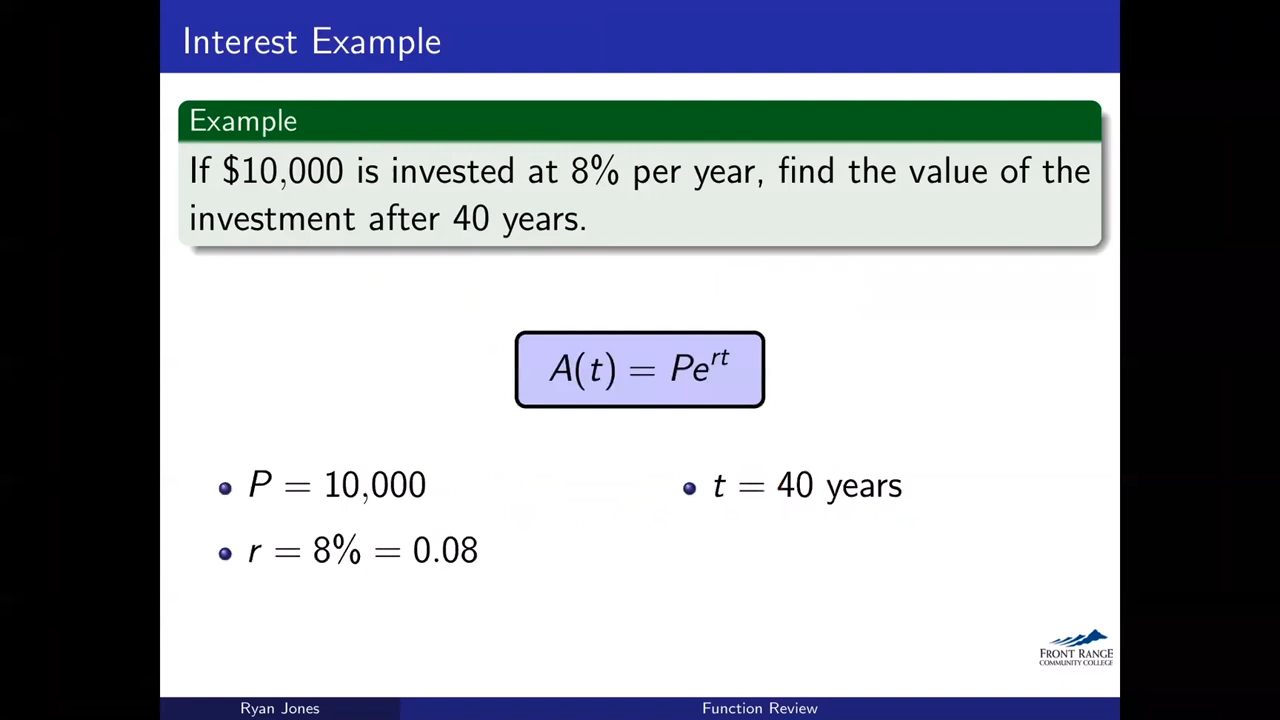 Interest Example
Example
If $10,000 is invested at 8% per year, find the value of the
investment after 40 years.
A(t) = Pe^{rt}
• P = 10,000
• t = 40 years
• r = 8% = 0.08
FRONT RANGE
COMMUNITY COLLEGE
Ryan Jones
Function Review